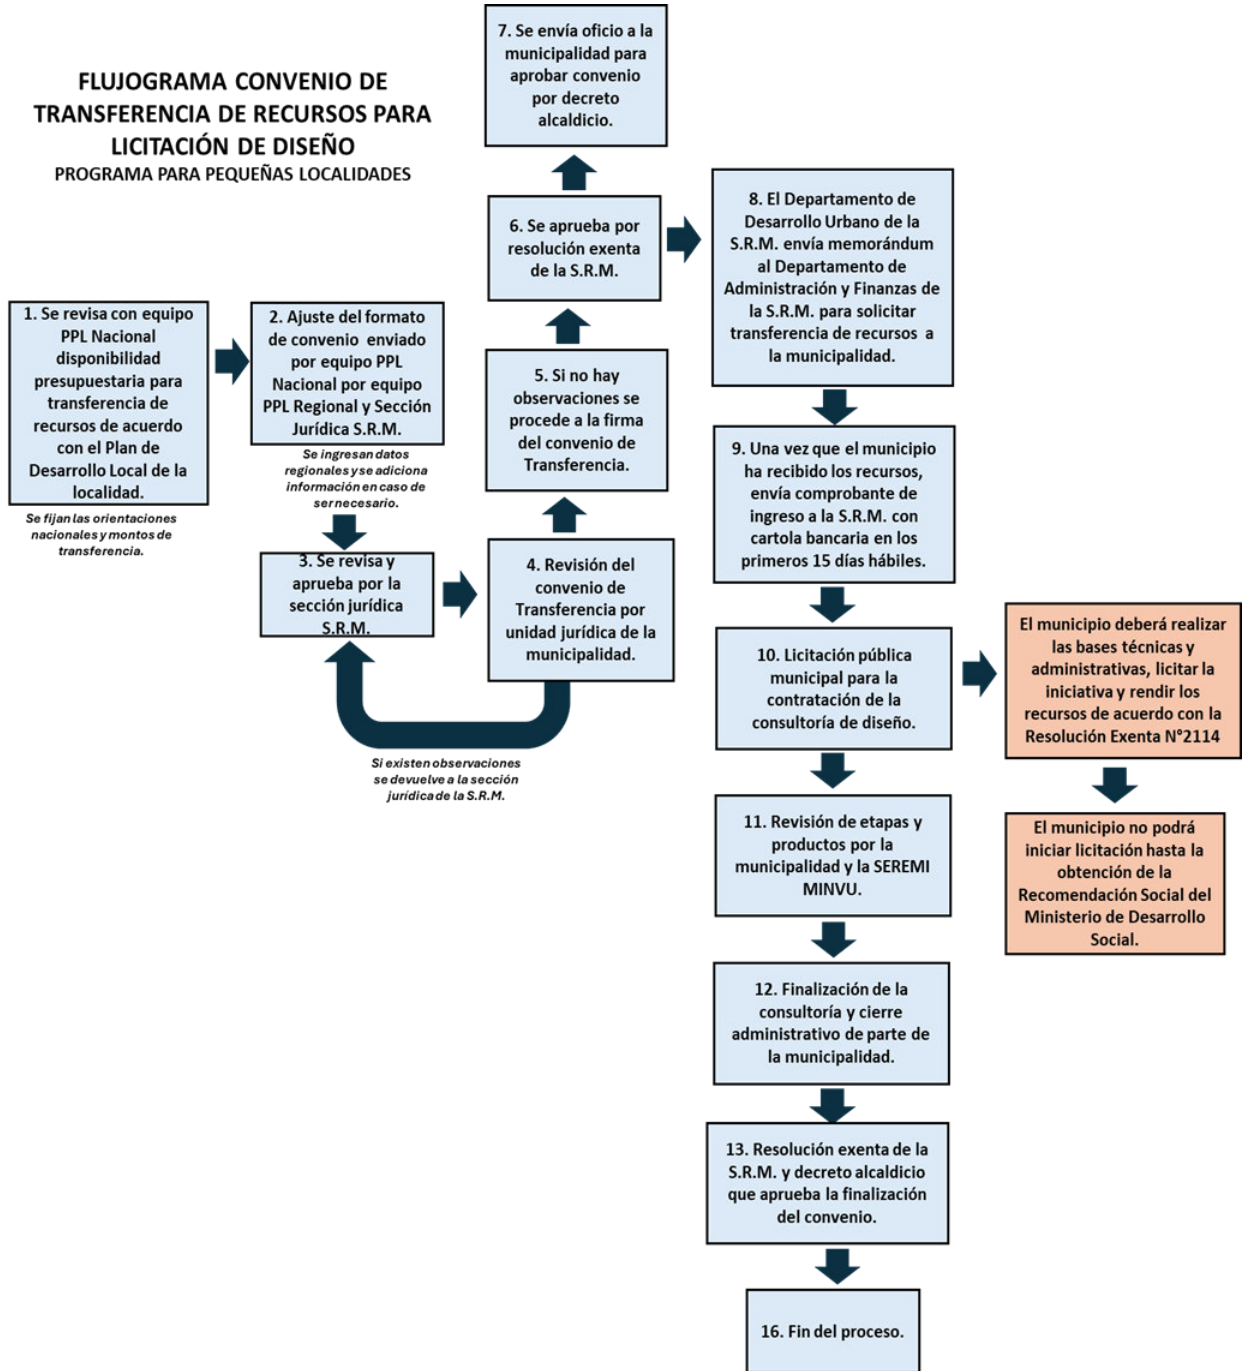 FLUJOGRAMA CONVENIO DE
TRANSFERENCIA DE RECURSOS PARA
LICITACIÓN DE DISEÑO
PROGRAMA PARA PEQUEÑAS LOCALIDADES
1. Se revisa con equipo
PPL Nacional
disponibilidad
presupuestaria para
transferencia de
recursos de acuerdo
con el Plan de
Desarrollo Local de la
localidad.
Se fijan las orientaciones
nacionales y montos de
transferencia.
2. Ajuste del formato
de convenio enviado
por equipo PPL
Nacional por equipo
PPL Regional y Sección
Jurídica S.R.M.
Se ingresan datos
regionales y se adiciona
información en caso de
ser necesario.
3. Se revisa y
aprueba por la
sección jurídica
S.R.M.
4. Revisión del
convenio de
Transferencia por
unidad jurídica de la
municipalidad.
Si existen observaciones
se devuelve a la sección
jurídica de la S.R.M.
5. Si no hay
observaciones se
procede a la firma
del convenio de
Transferencia.
6. Se aprueba por
resolución exenta
de la S.R.M.
7. Se envía oficio a la
municipalidad para
aprobar convenio
por decreto
alcaldicio.
8. El Departamento de
Desarrollo Urbano de la
S.R.M. envía memorándum
al Departamento de
Administración y Finanzas de
la S.R.M. para solicitar
transferencia de recursos a
la municipalidad.
9. Una vez que el municipio
ha recibido los recursos,
envía comprobante de
ingreso a la S.R.M. con
cartola bancaria en los
primeros 15 días hábiles.
10. Licitación pública
municipal para la
contratación de la
consultoría de diseño.
El municipio deberá realizar
las bases técnicas y
administrativas, licitar la
iniciativa y rendir los
recursos de acuerdo con la
Resolución Exenta N°2114
El municipio no podrá
iniciar licitación hasta la
obtención de la
Recomendación Social del
Ministerio de Desarrollo
Social.
11. Revisión de etapas y
productos por la
municipalidad y la SEREMI
MINVU.
12. Finalización de la
consultoría y cierre
administrativo de parte de
la municipalidad.
13. Resolución exenta de la
S.R.M. y decreto alcaldicio
que aprueba la finalización
del convenio.
16. Fin del proceso.